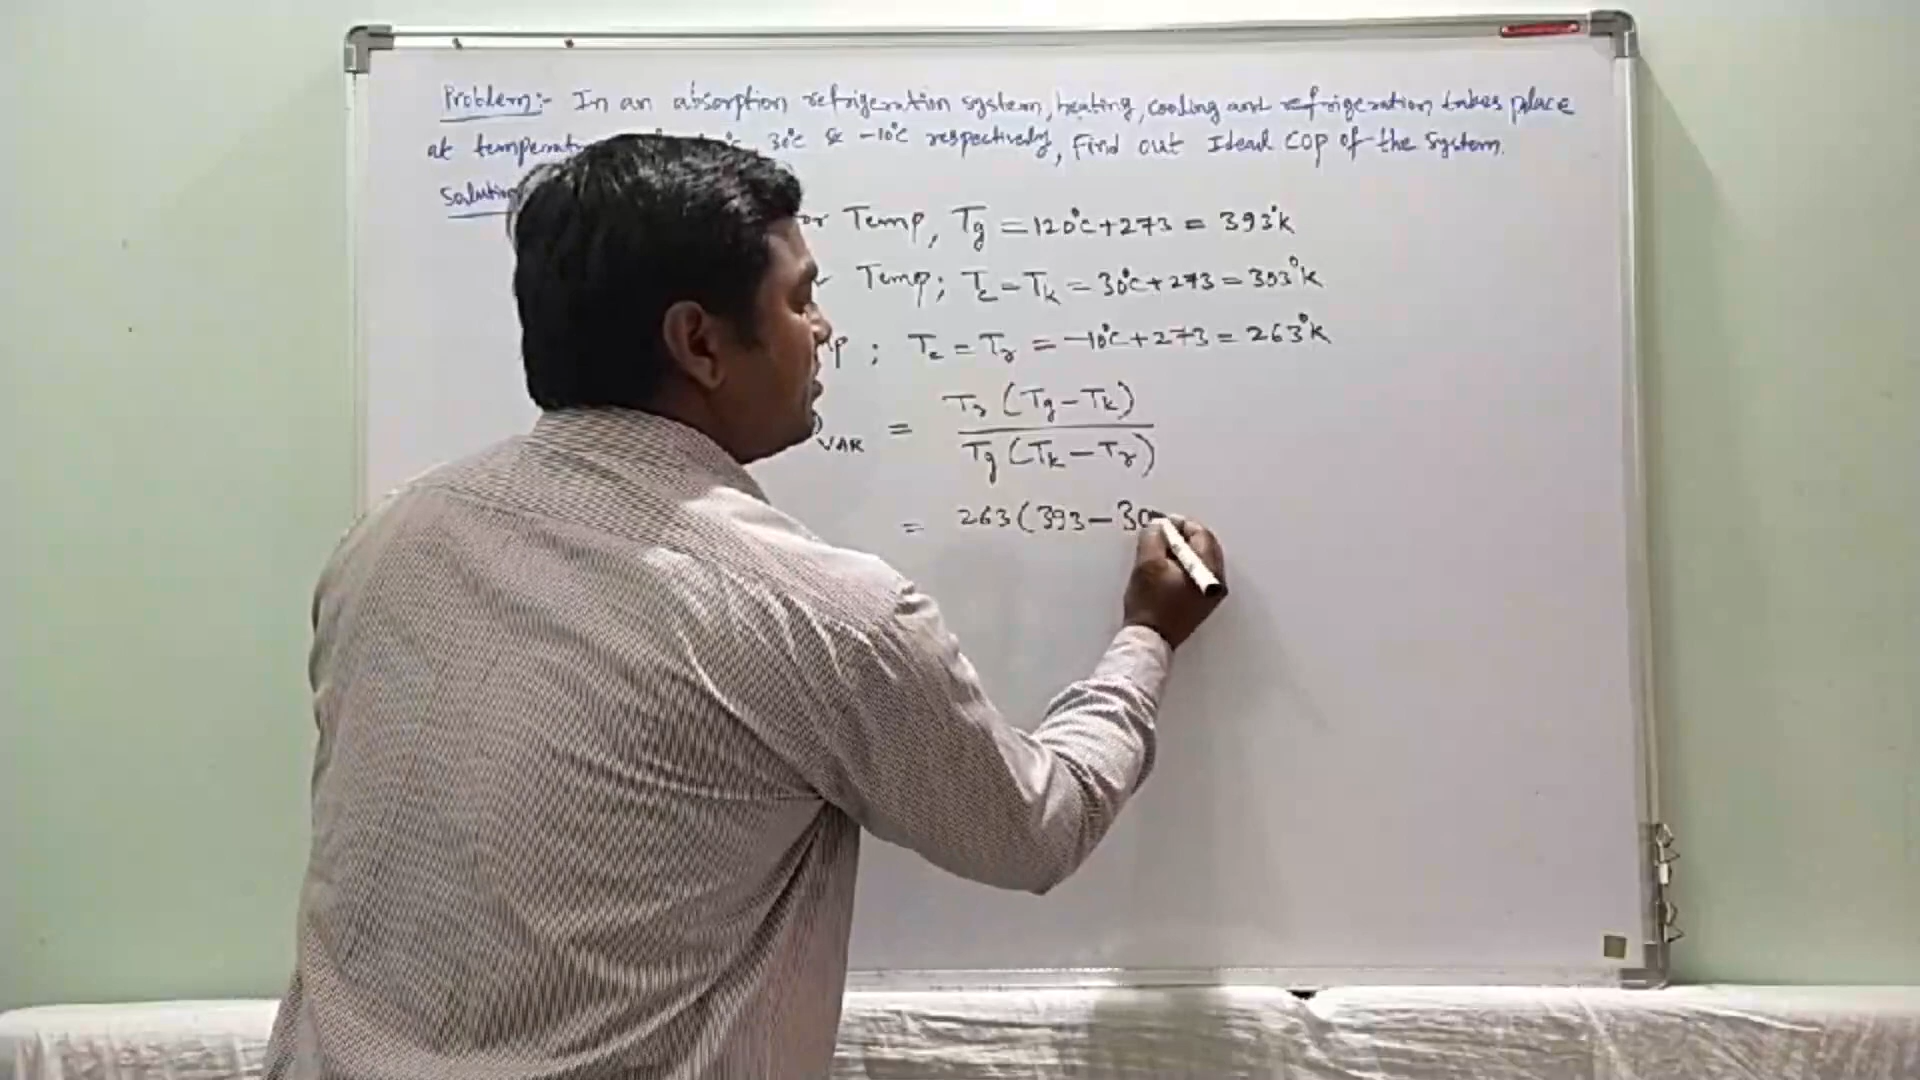 Problem:- In an absorption refrigeration system, heating, cooling and refrigeration takes place
at 30°C & -10°C respectively, Find out Ideal COP of the system.
Solution
or Temp, Tg = 120°C+273 = 393°K
Temp; Tc = Tk = 30°C+273 = 303°K
; Te = Tr = -10°C+273 = 263°K
VAR = Tr (Tg-Tk)
Tg (Tk-Tr)
= 263(393-30